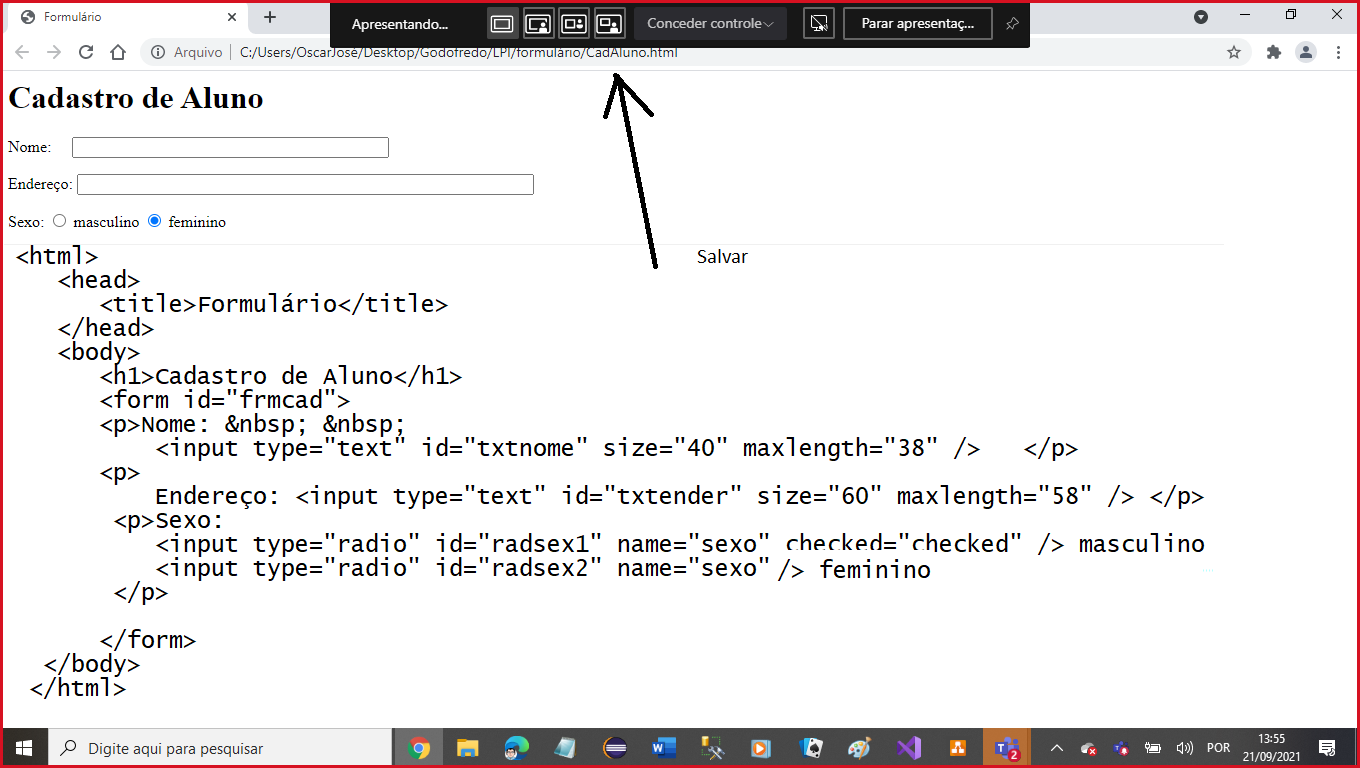 Formulário
Apresentando...
Conceder controle
Parar apresentaç...
Arquivo
C:/Users/OscarJosé/Desktop/Godofredo/LPI/formulário/CadAluno.html
Cadastro de Aluno
Nome:
Endereço:
Sexo: masculino feminino
Salvar
<html>
<head>
<title>Formulário</title>
</head>
<body>
<h1>Cadastro de Aluno</h1>
<form id="frmcad">
<p>Nome: &nbsp; &nbsp;
<input type="text" id="txtnome" size="40" maxlength="38" /> </p>
<p>
Endereço: <input type="text" id="txtender" size="60" maxlength="58" /> </p>
<p>Sexo:
<input type="radio" id="radsex1" name="sexo" checked="checked" /> masculino
<input type="radio" id="radsex2" name="sexo" /> feminino
</p>
</form>
</body>
</html>
Digite aqui para pesquisar
2
POR
13:55
21/09/2021